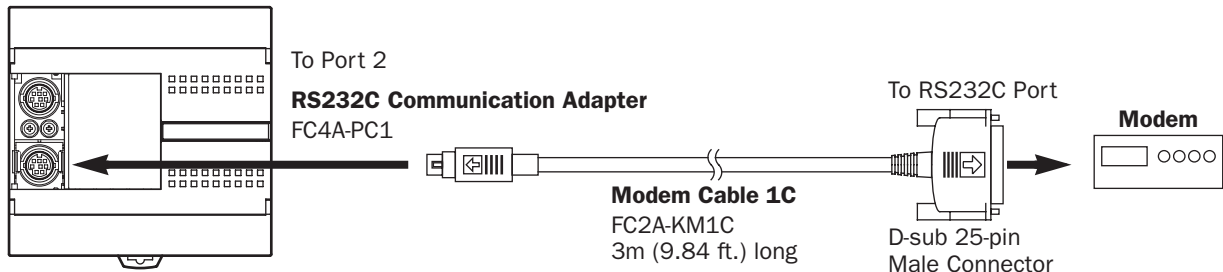 To Port 2
RS232C Communication Adapter
FC4A-PC1
To RS232C Port
Modem
Modem Cable 1C
FC2A-KM1C
3m (9.84 ft.) long
D-sub 25-pin
Male Connector